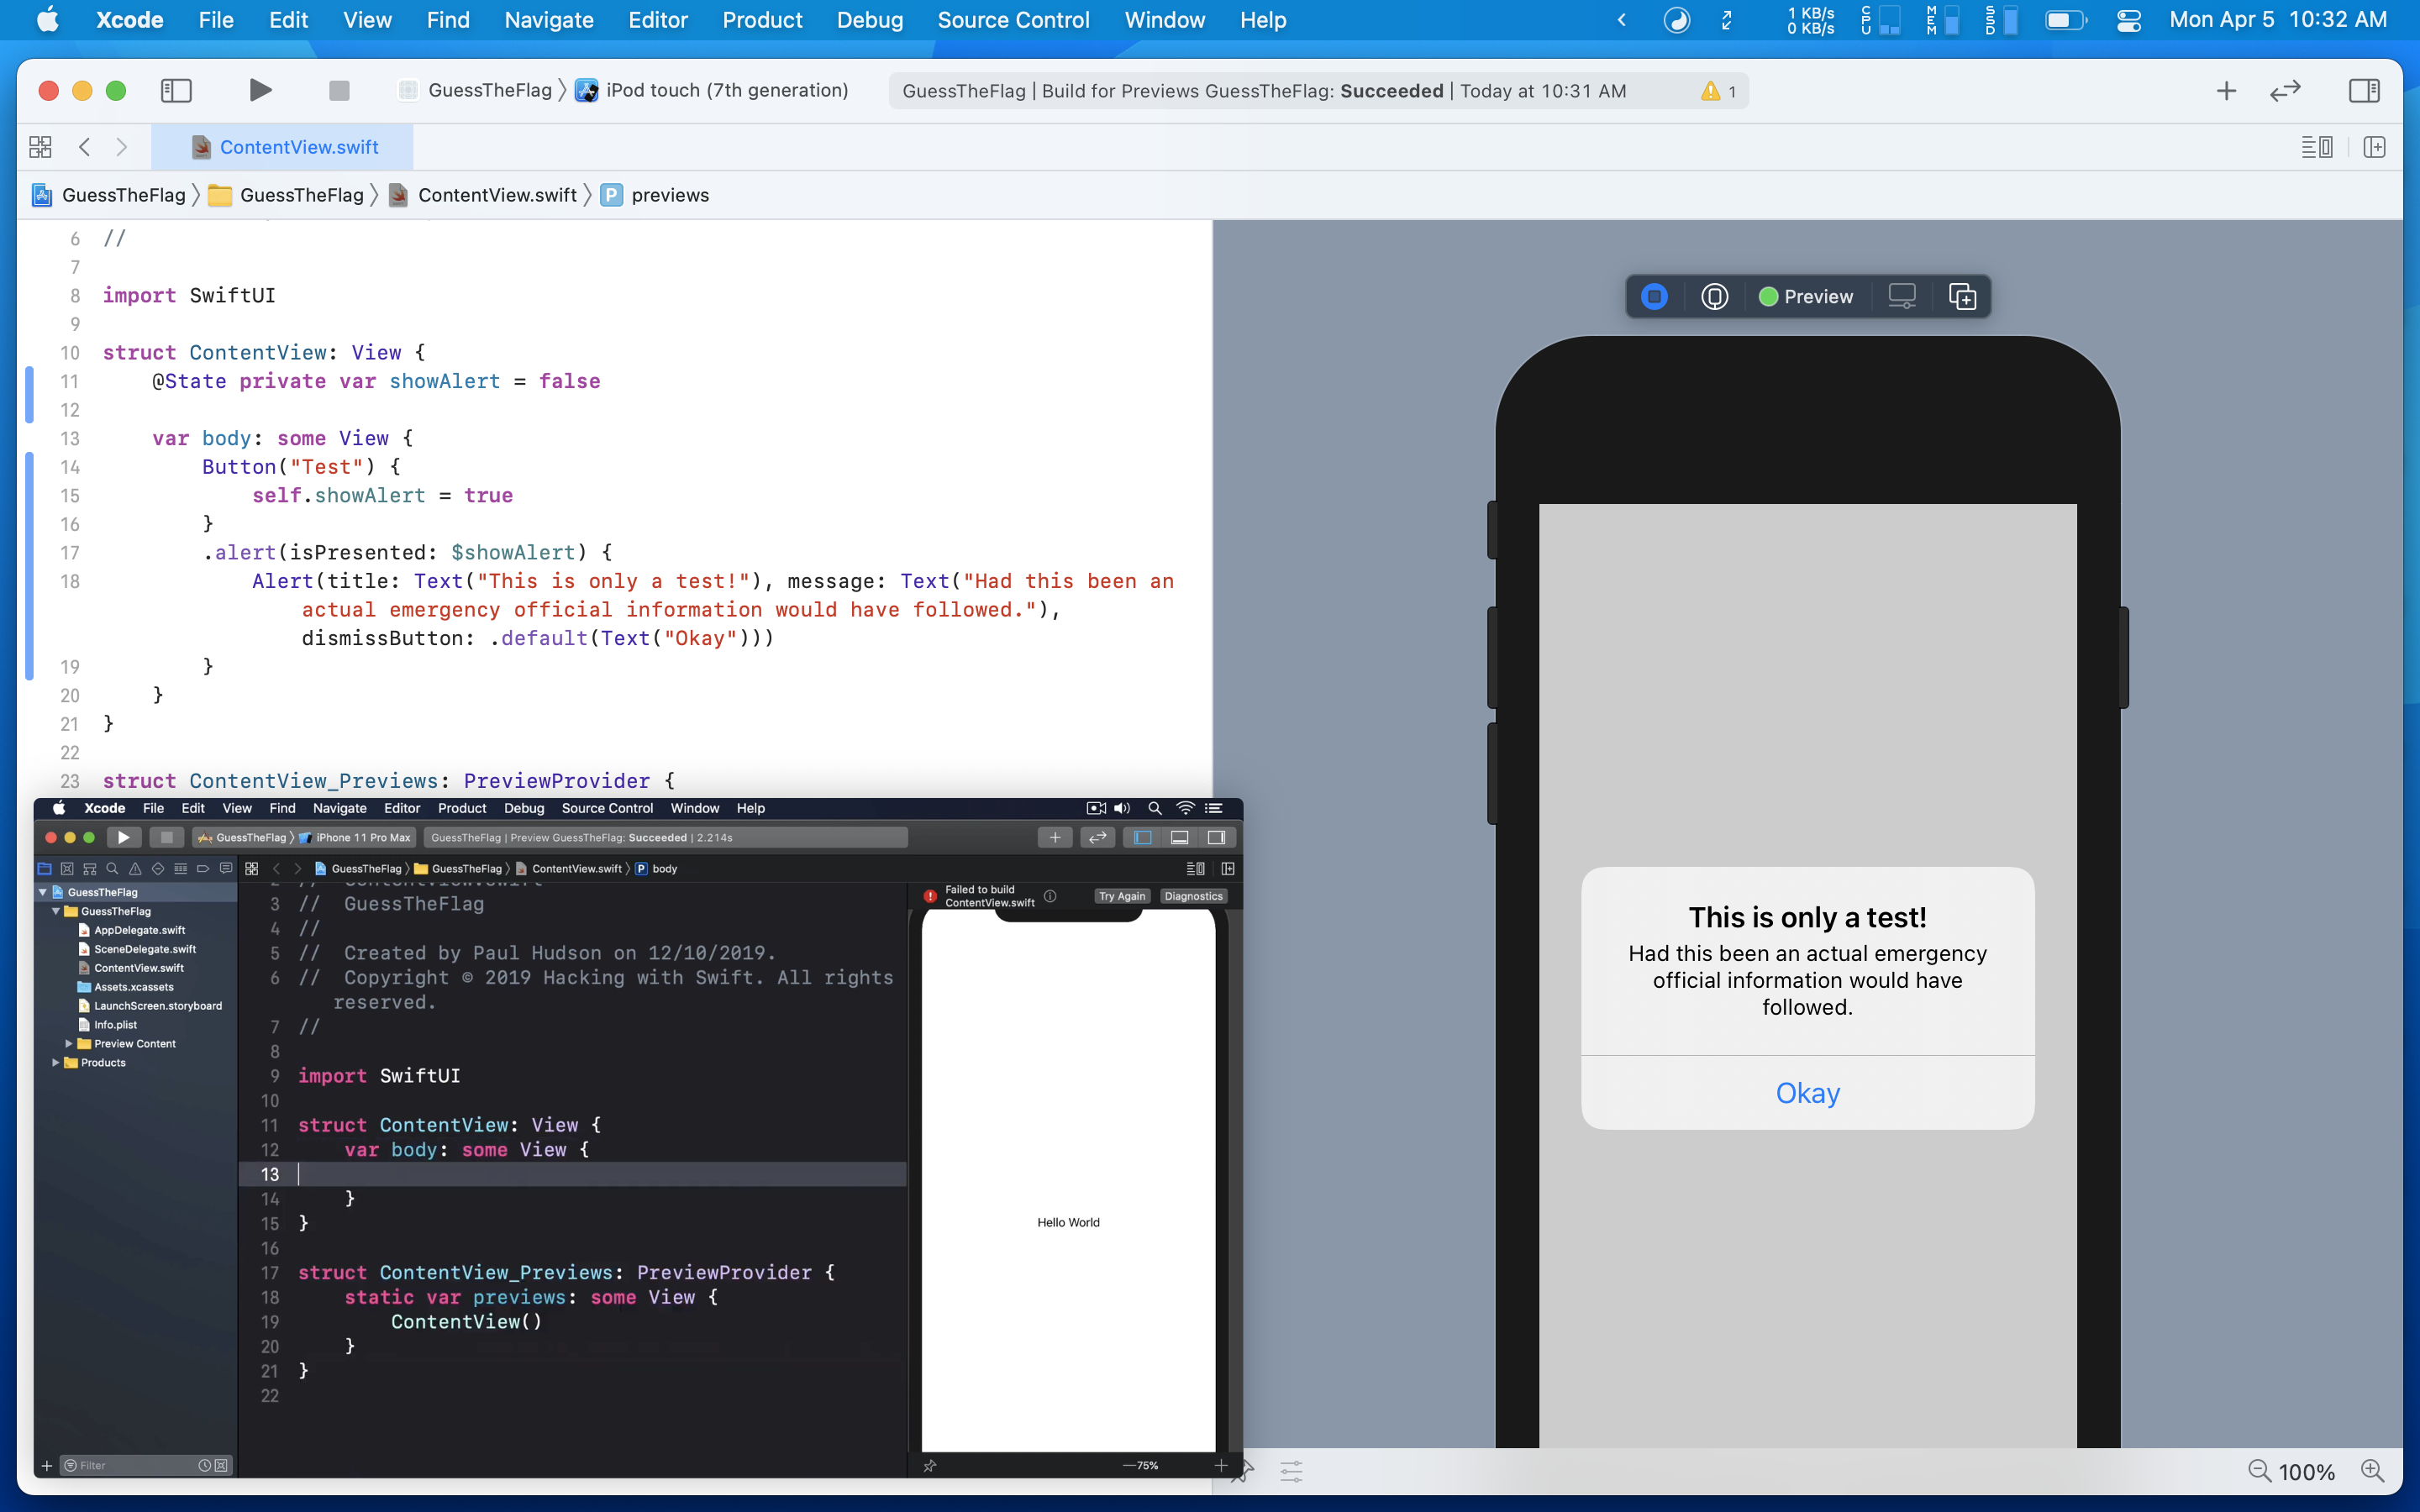 Xcode File Edit View Find Navigate Editor Product Debug Source Control Window Help
1 KB/s
0 KB/s
CPU MEM SSD
Mon Apr 5 10:32 AM
GuessTheFlag iPod touch (7th generation)
GuessTheFlag | Build for Previews GuessTheFlag: Succeeded | Today at 10:31 AM 1
ContentView.swift
GuessTheFlag GuessTheFlag ContentView.swift P previews
6 //
7
8 import SwiftUI
9
10 struct ContentView: View {
11 @State private var showAlert = false
12
13 var body: some View {
14 Button("Test") {
15 self.showAlert = true
16 }
17 .alert(isPresented: $showAlert) {
18 Alert(title: Text("This is only a test!"), message: Text("Had this been an
actual emergency official information would have followed."),
dismissButton: .default(Text("Okay")))
19 }
20 }
21 }
22
23 struct ContentView_Previews: PreviewProvider {
Preview
This is only a test!
Had this been an actual emergency
official information would have
followed.
Okay
100%
Xcode File Edit View Find Navigate Editor Product Debug Source Control Window Help
GuessTheFlag iPhone 11 Pro Max
GuessTheFlag | Preview GuessTheFlag: Succeeded | 2.214s
GuessTheFlag GuessTheFlag ContentView.swift P body
GuessTheFlag
GuessTheFlag
AppDelegate.swift
SceneDelegate.swift
ContentView.swift
Assets.xcassets
LaunchScreen.storyboard
Info.plist
Preview Content
Products
Filter
3 // GuessTheFlag
4 //
5 // Created by Paul Hudson on 12/10/2019.
6 // Copyright © 2019 Hacking with Swift. All rights
reserved.
7 //
8
9 import SwiftUI
10
11 struct ContentView: View {
12 var body: some View {
13
14 }
15 }
16
17 struct ContentView_Previews: PreviewProvider {
18 static var previews: some View {
19 ContentView()
20 }
21 }
22
Failed to build
ContentView.swift
Try Again
Diagnostics
Hello World
75%